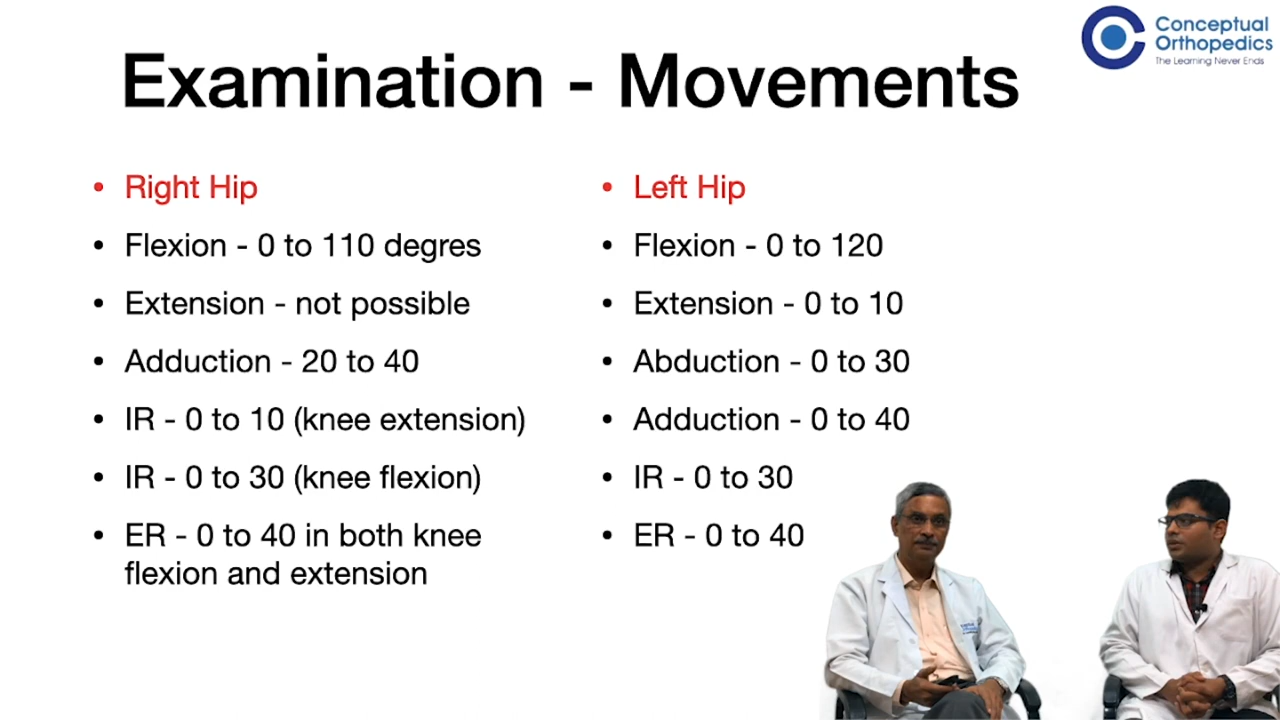 Conceptual
Orthopedics
The Learning Never Ends
Examination - Movements
• Right Hip
• Flexion - 0 to 110 degres
• Extension - not possible
• Adduction - 20 to 40
• IR - 0 to 10 (knee extension)
• IR - 0 to 30 (knee flexion)
• ER - 0 to 40 in both knee
flexion and extension
• Left Hip
• Flexion - 0 to 120
• Extension - 0 to 10
• Abduction - 0 to 30
• Adduction - 0 to 40
• IR - 0 to 30
• ER - 0 to 40